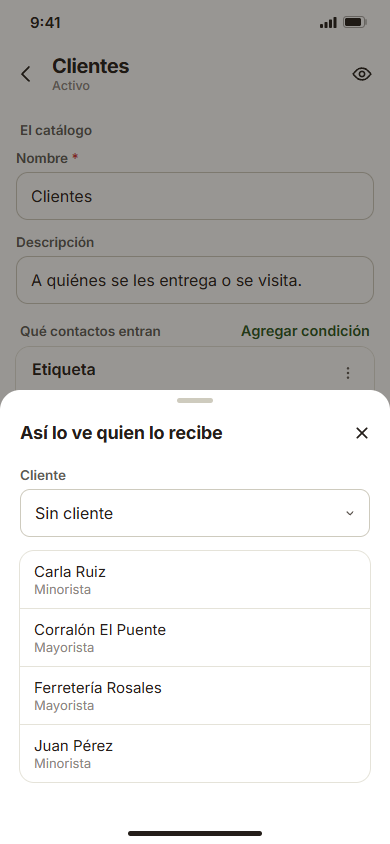 9:41
Clientes
Activo
El catálogo
Nombre *
Clientes
Descripción
A quiénes se les entrega o se visita.
Qué contactos entran
Agregar condición
Etiqueta
Así lo ve quien lo recibe
Cliente
Sin cliente
Carla Ruiz
Minorista
Corralón El Puente
Mayorista
Ferretería Rosales
Mayorista
Juan Pérez
Minorista